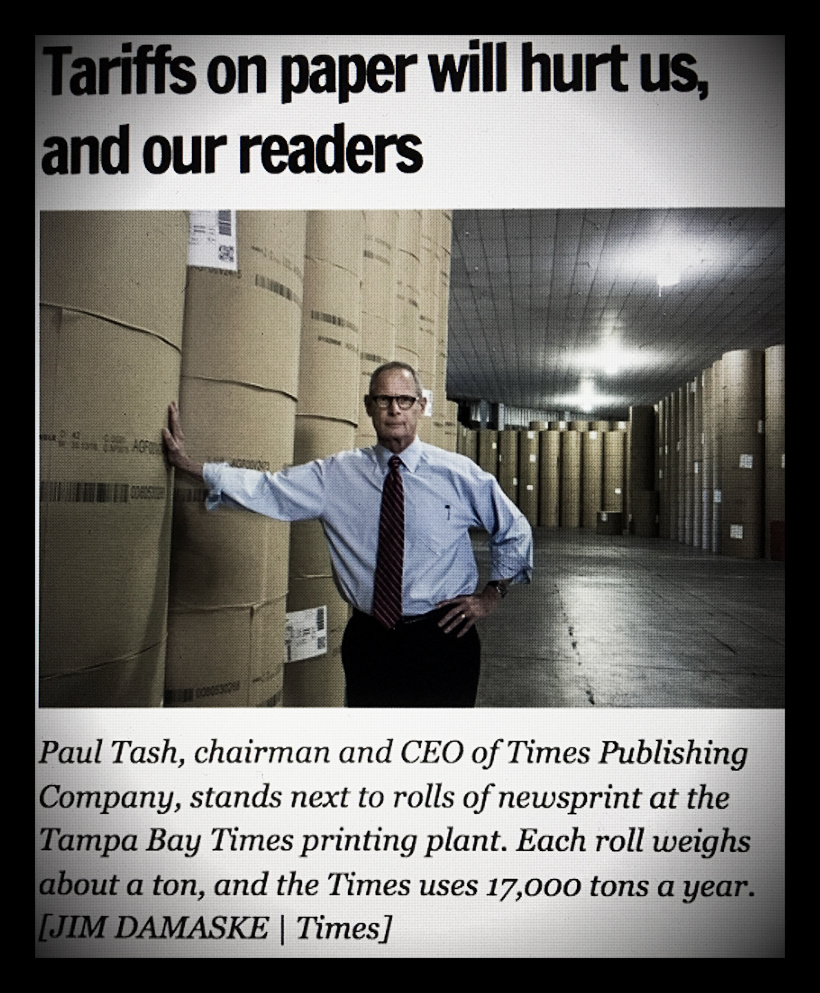 Tariffs on paper will hurt us,
and our readers
Paul Tash, chairman and CEO of Times Publishing
Company, stands next to rolls of newsprint at the
Tampa Bay Times printing plant. Each roll weighs
about a ton, and the Times uses 17,000 tons a year.
[JIM DAMASKE | Times]